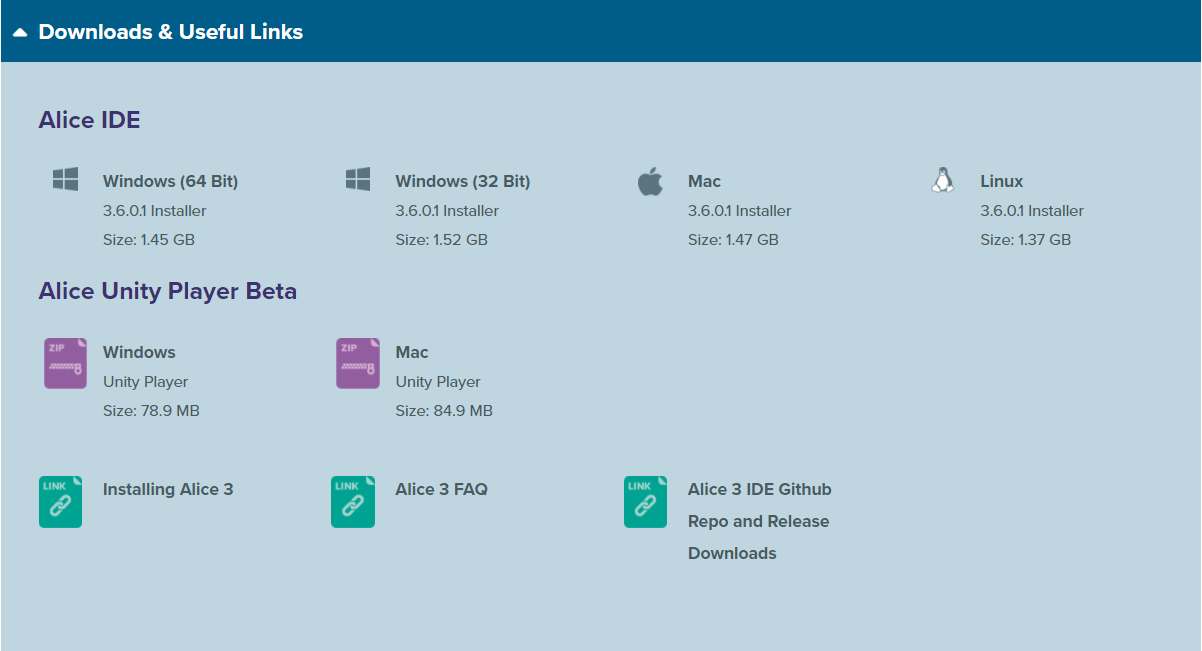 Downloads & Useful Links
Alice IDE
Windows (64 Bit)
3.6.0.1 Installer
Size: 1.45 GB
Windows (32 Bit)
3.6.0.1 Installer
Size: 1.52 GB
Mac
3.6.0.1 Installer
Size: 1.47 GB
Linux
3.6.0.1 Installer
Size: 1.37 GB
Alice Unity Player Beta
ZIP
Windows
Unity Player
Size: 78.9 MB
ZIP
Mac
Unity Player
Size: 84.9 MB
LINK
Installing Alice 3
LINK
Alice 3 FAQ
LINK
Alice 3 IDE Github
Repo and Release
Downloads